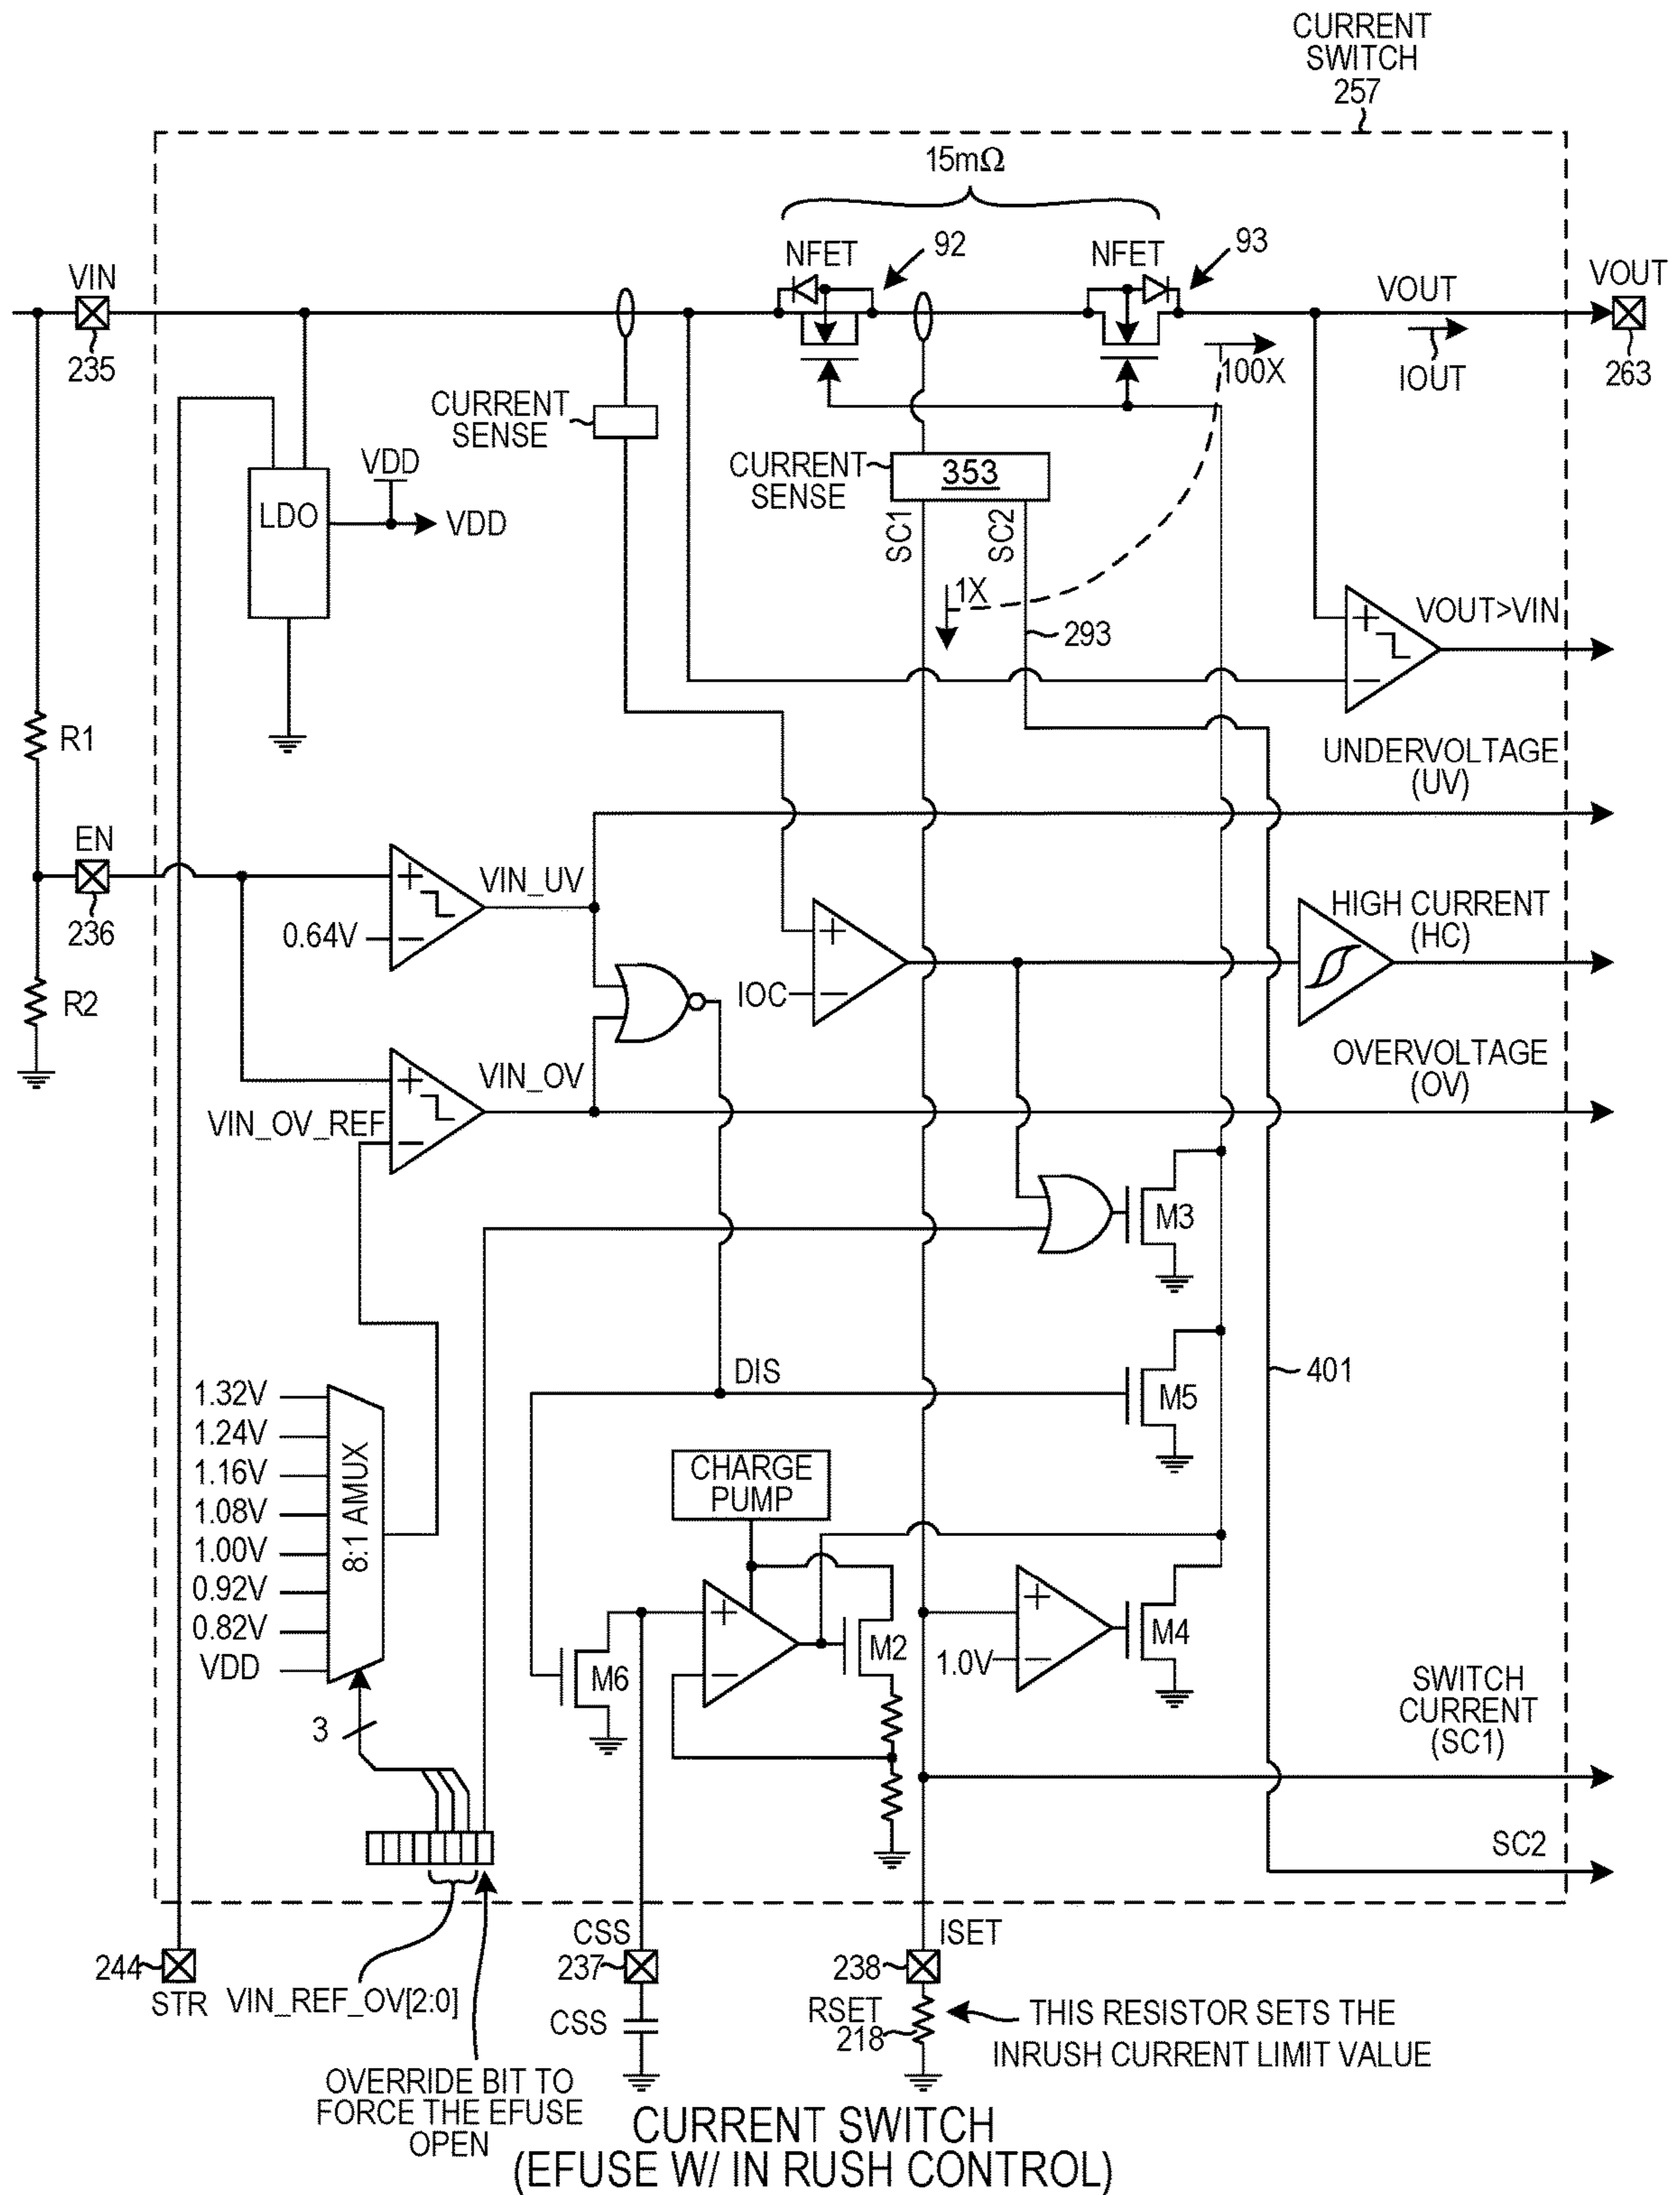 CURRENT
SWITCH
257
15mΩ
NFET
92
NFET
93
VIN
235
VOUT
IOUT
VOUT
263
100X
CURRENT
SENSE
CURRENT
SENSE
353
SC1
SC2
LDO
VDD
VDD
1X
293
VOUT>VIN
+
−
R1
UNDERVOLTAGE
(UV)
EN
236
+
−
0.64V
VIN_UV
IOC
+
−
HIGH CURRENT
(HC)
R2
OVERVOLTAGE
(OV)
VIN_OV_REF
+
−
VIN_OV
M3
DIS
M5
401
1.32V
1.24V
1.16V
1.08V
1.00V
0.92V
0.82V
VDD
8:1 AMUX
3
CHARGE
PUMP
M6
+
−
M2
1.0V
+
−
M4
SWITCH
CURRENT
(SC1)
SC2
244
STR
VIN_REF_OV[2:0]
OVERRIDE BIT TO
FORCE THE EFUSE
OPEN
CSS
237
CSS
ISET
238
RSET
218
THIS RESISTOR SETS THE
INRUSH CURRENT LIMIT VALUE
CURRENT SWITCH
(EFUSE W/ IN RUSH CONTROL)